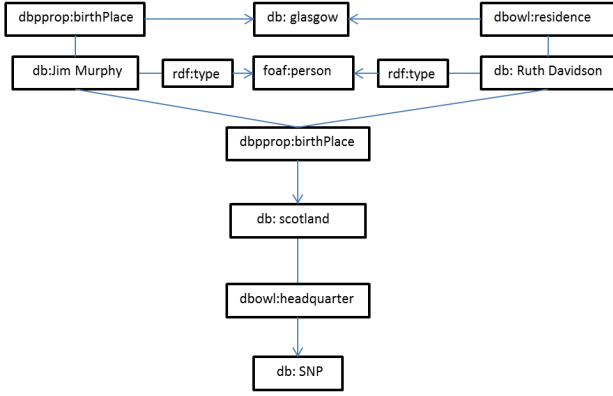 dbpprop:birthPlace
db: glasgow
dbowl:residence
db:Jim Murphy
rdf:type
foaf:person
rdf:type
db: Ruth Davidson
dbpprop:birthPlace
db: scotland
dbowl:headquarter
db: SNP